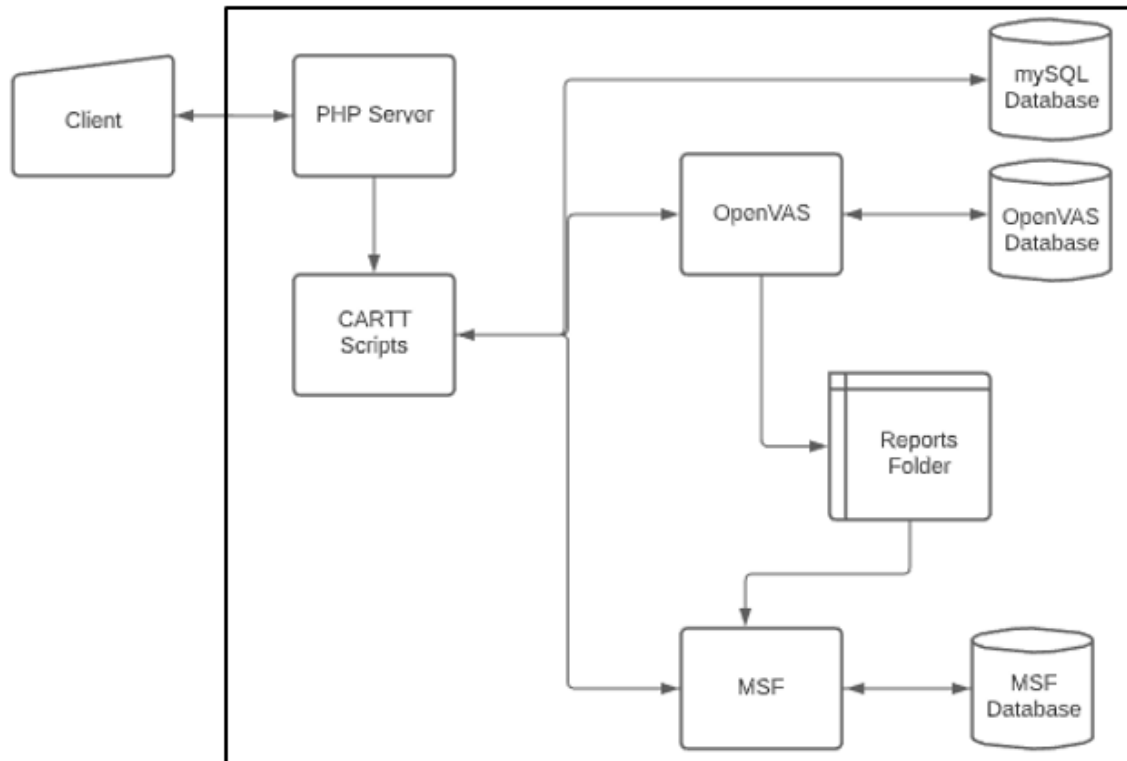 Client
PHP Server
mySQL
Database
OpenVAS
OpenVAS
Database
CARTT
Scripts
Reports
Folder
MSF
MSF
Database